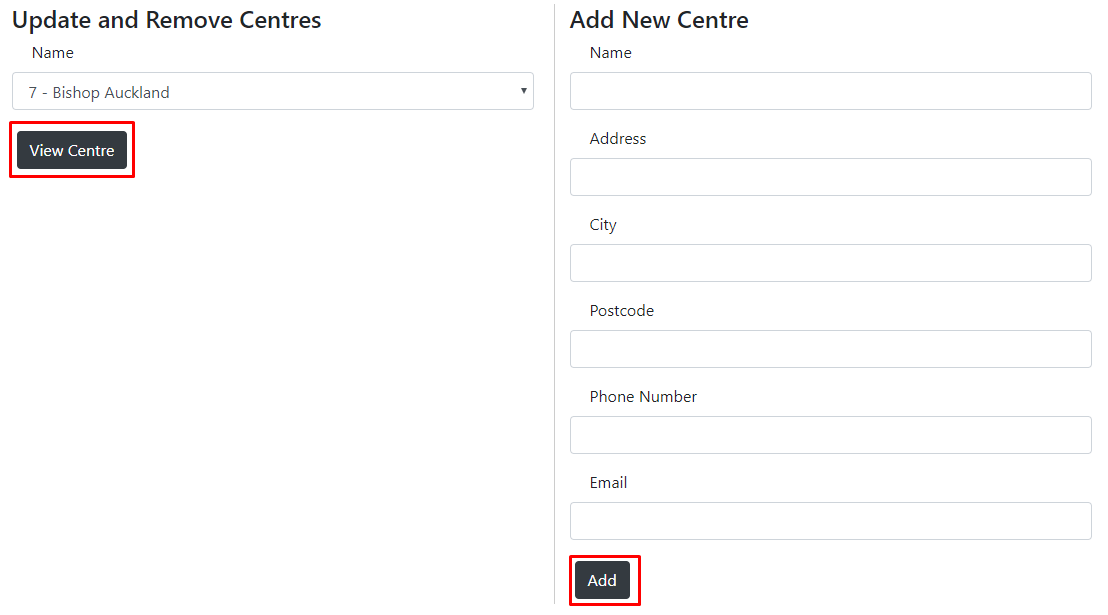 Update and Remove Centres
Name
7 - Bishop Auckland
View Centre
Add New Centre
Name
Address
City
Postcode
Phone Number
Email
Add